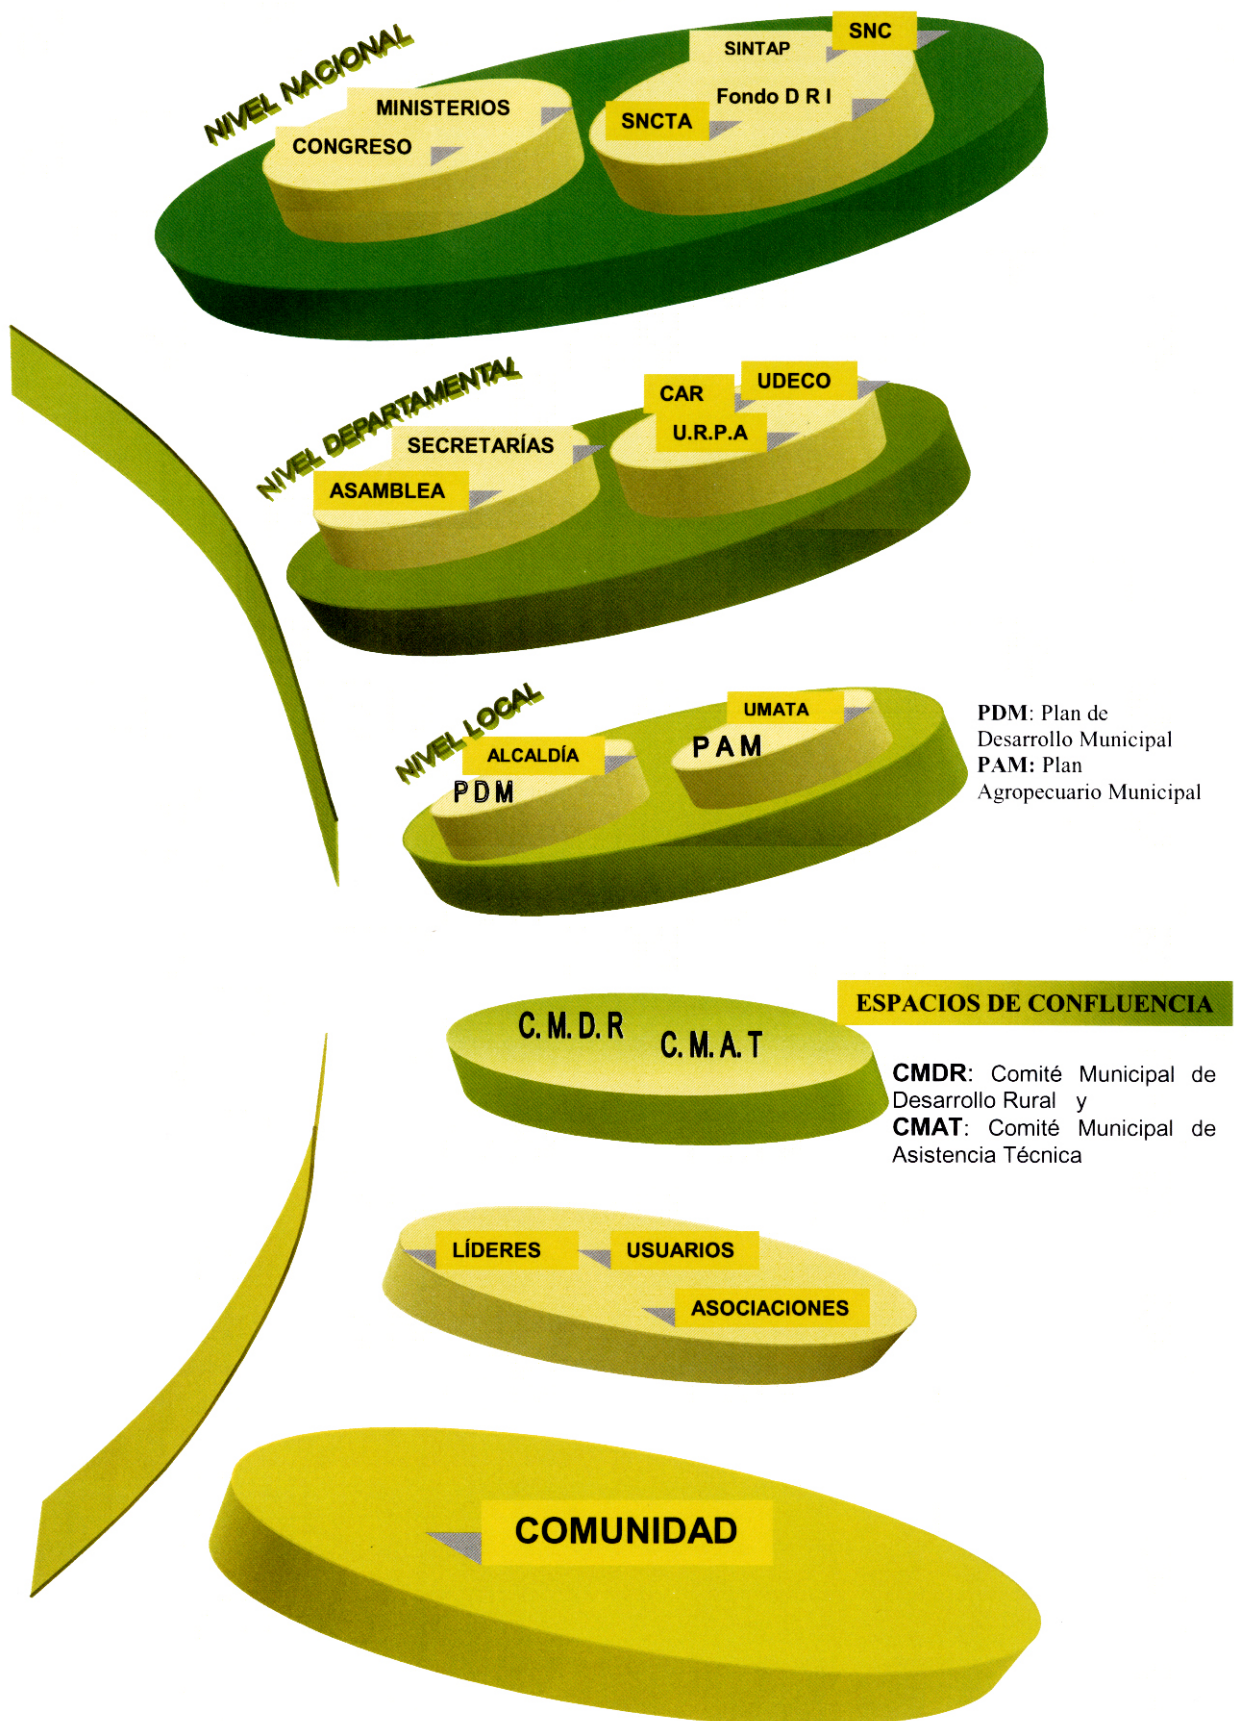 NIVEL NACIONAL
MINISTERIOS
CONGRESO
SINTAP
SNC
Fondo D R I
SNCTA
NIVEL DEPARTAMENTAL
SECRETARÍAS
ASAMBLEA
CAR
UDECO
U.R.P.A
NIVEL LOCAL
ALCALDÍA
PDM
UMATA
PAM
PDM: Plan de
Desarrollo Municipal
PAM: Plan
Agropecuario Municipal
C. M. D. R
C. M. A. T
ESPACIOS DE CONFLUENCIA
CMDR: Comité Municipal de
Desarrollo Rural y
CMAT: Comité Municipal de
Asistencia Técnica
LÍDERES
USUARIOS
ASOCIACIONES
COMUNIDAD